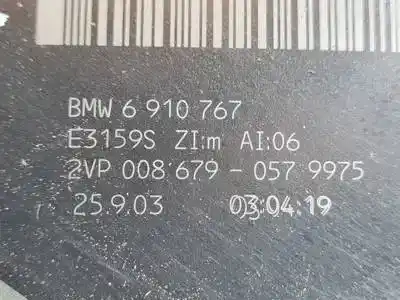 BMW 6 910 767
E3159S ZI:m AI:06
2VP 008 679 - 057 9975
25.9.03 03:04:19